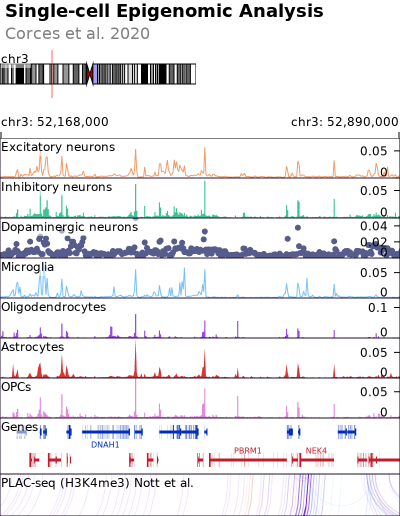 Single-cell Epigenomic Analysis
Corces et al. 2020
chr3
chr3: 52,168,000 chr3: 52,890,000
Excitatory neurons 0.05
0
Inhibitory neurons 0.05
0
Dopaminergic neurons 0.04
0.02
0
Microglia 0.05
0
Oligodendrocytes 0.1
0
Astrocytes 0.05
0
OPCs 0.05
0
Genes
DNAH1
PBRM1 NEK4
PLAC-seq (H3K4me3) Nott et al.